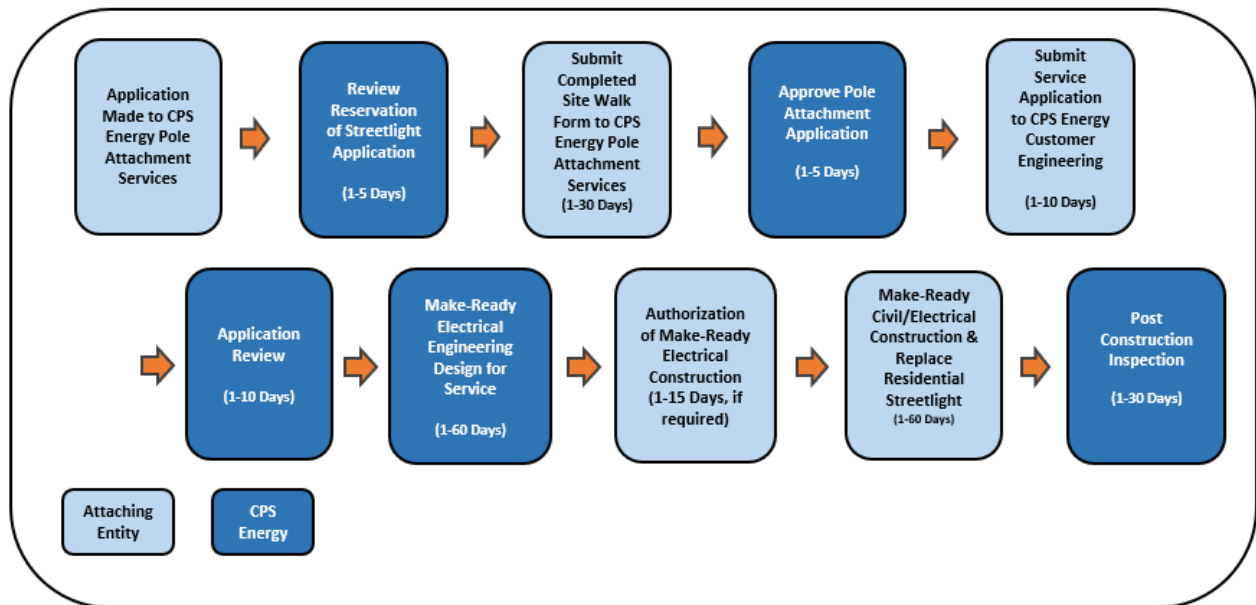 Application
Made to CPS
Energy Pole
Attachment
Services
Review
Reservation
of Streetlight
Application
(1-5 Days)
Submit
Completed
Site Walk
Form to CPS
Energy Pole
Attachment
Services
(1-30 Days)
Approve Pole
Attachment
Application
(1-5 Days)
Submit
Service
Application
to CPS Energy
Customer
Engineering
(1-10 Days)
Application
Review
(1-10 Days)
Make-Ready
Electrical
Engineering
Design for
Service
(1-60 Days)
Authorization
of Make-Ready
Electrical
Construction
(1-15 Days, if
required)
Make-Ready
Civil/Electrical
Construction &
Replace
Residential
Streetlight
(1-60 Days)
Post
Construction
Inspection
(1-30 Days)
Attaching
Entity
CPS
Energy